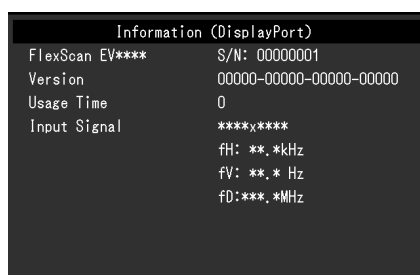 Information (DisplayPort)
FlexScan EV**** S/N: 00000001
Version 00000-00000-00000-00000
Usage Time 0
Input Signal ****x****
fH: **.*kHz
fV: **.* Hz
fD:***.*MHz